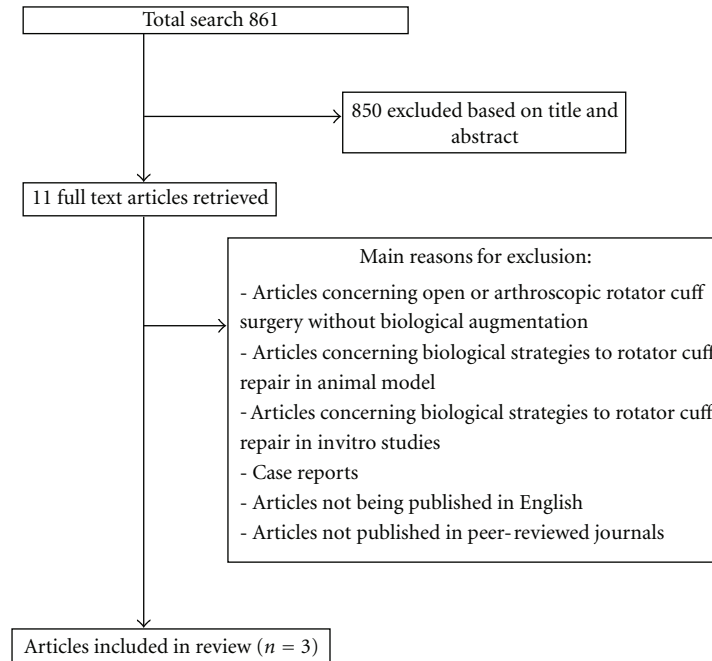 Total search 861
850 excluded based on title and
abstract
11 full text articles retrieved
Main reasons for exclusion:
- Articles concerning open or arthroscopic rotator cuff
surgery without biological augmentation
- Articles concerning biological strategies to rotator cuff
repair in animal model
- Articles concerning biological strategies to rotator cuff
repair in invitro studies
- Case reports
- Articles not being published in English
- Articles not published in peer-reviewed journals
Articles included in review (n = 3)